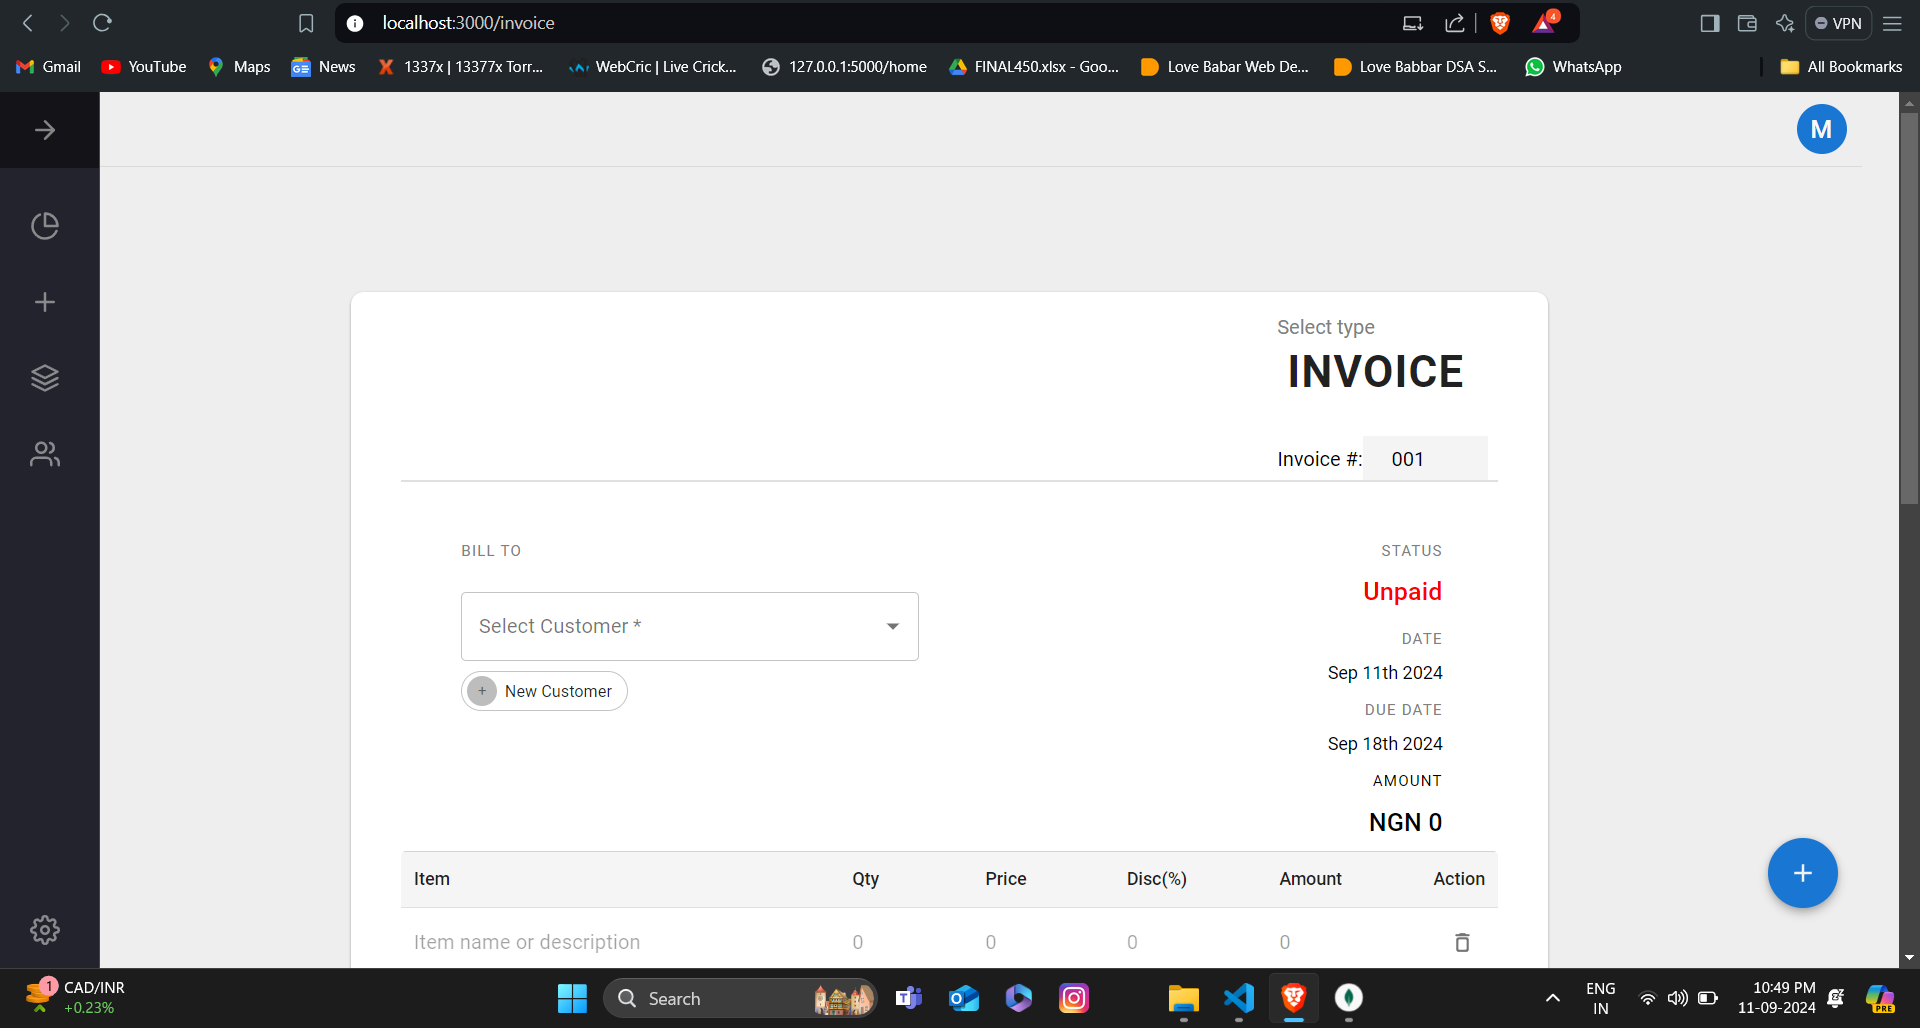 localhost:3000/invoice
4
VPN
Gmail
YouTube
Maps
News
1337x | 13377x Torr...
WebCric | Live Crick...
127.0.0.1:5000/home
FINAL450.xlsx - Goo...
Love Babar Web De...
Love Babbar DSA S...
WhatsApp
All Bookmarks
M
Select type
INVOICE
Invoice #: 001
BILL TO
STATUS
Unpaid
Select Customer *
New Customer
DATE
Sep 11th 2024
DUE DATE
Sep 18th 2024
AMOUNT
NGN 0
Item Qty Price Disc(%) Amount Action
Item name or description 0 0 0 0
1
CAD/INR
+0.23%
Search
ENG
IN
10:49 PM
11-09-2024
PRE